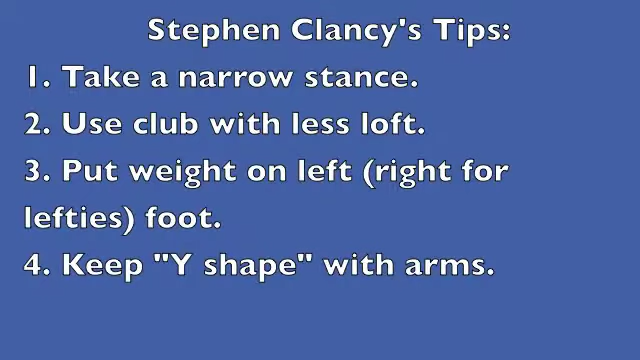 Stephen Clancy's Tips:
1. Take a narrow stance.
2. Use club with less loft.
3. Put weight on left (right for
lefties) foot.
4. Keep "Y shape" with arms.